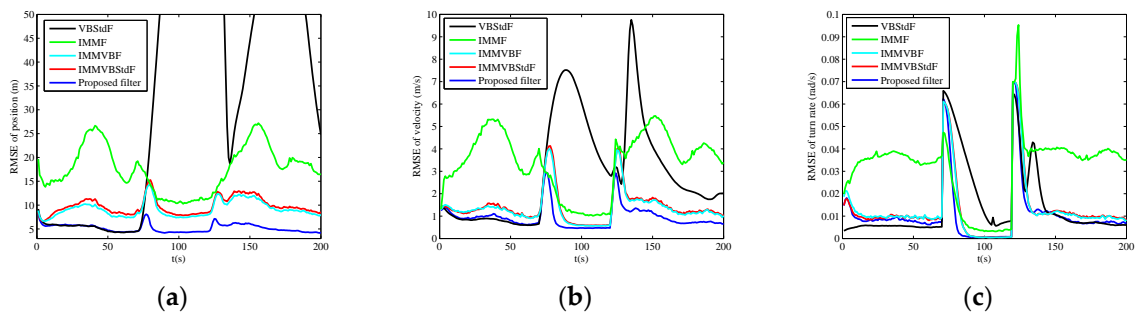 RMSE of position (m)
50
45
40
35
30
25
20
15
10
5
0
0 50 100 150 200
t(s)
VBStdF
IMMF
IMMVBF
IMMVBStdF
Proposed filter
(a)
RMSE of velocity (m/s)
10
9
8
7
6
5
4
3
2
1
0
0 50 100 150 200
t(s)
VBStdF
IMMF
IMMVBF
IMMVBStdF
Proposed filter
(b)
RMSE of turn rate (rad/s)
0.1
0.09
0.08
0.07
0.06
0.05
0.04
0.03
0.02
0.01
0
0 50 100 150 200
t(s)
VBStdF
IMMF
IMMVBF
IMMVBStdF
Proposed filter
(c)